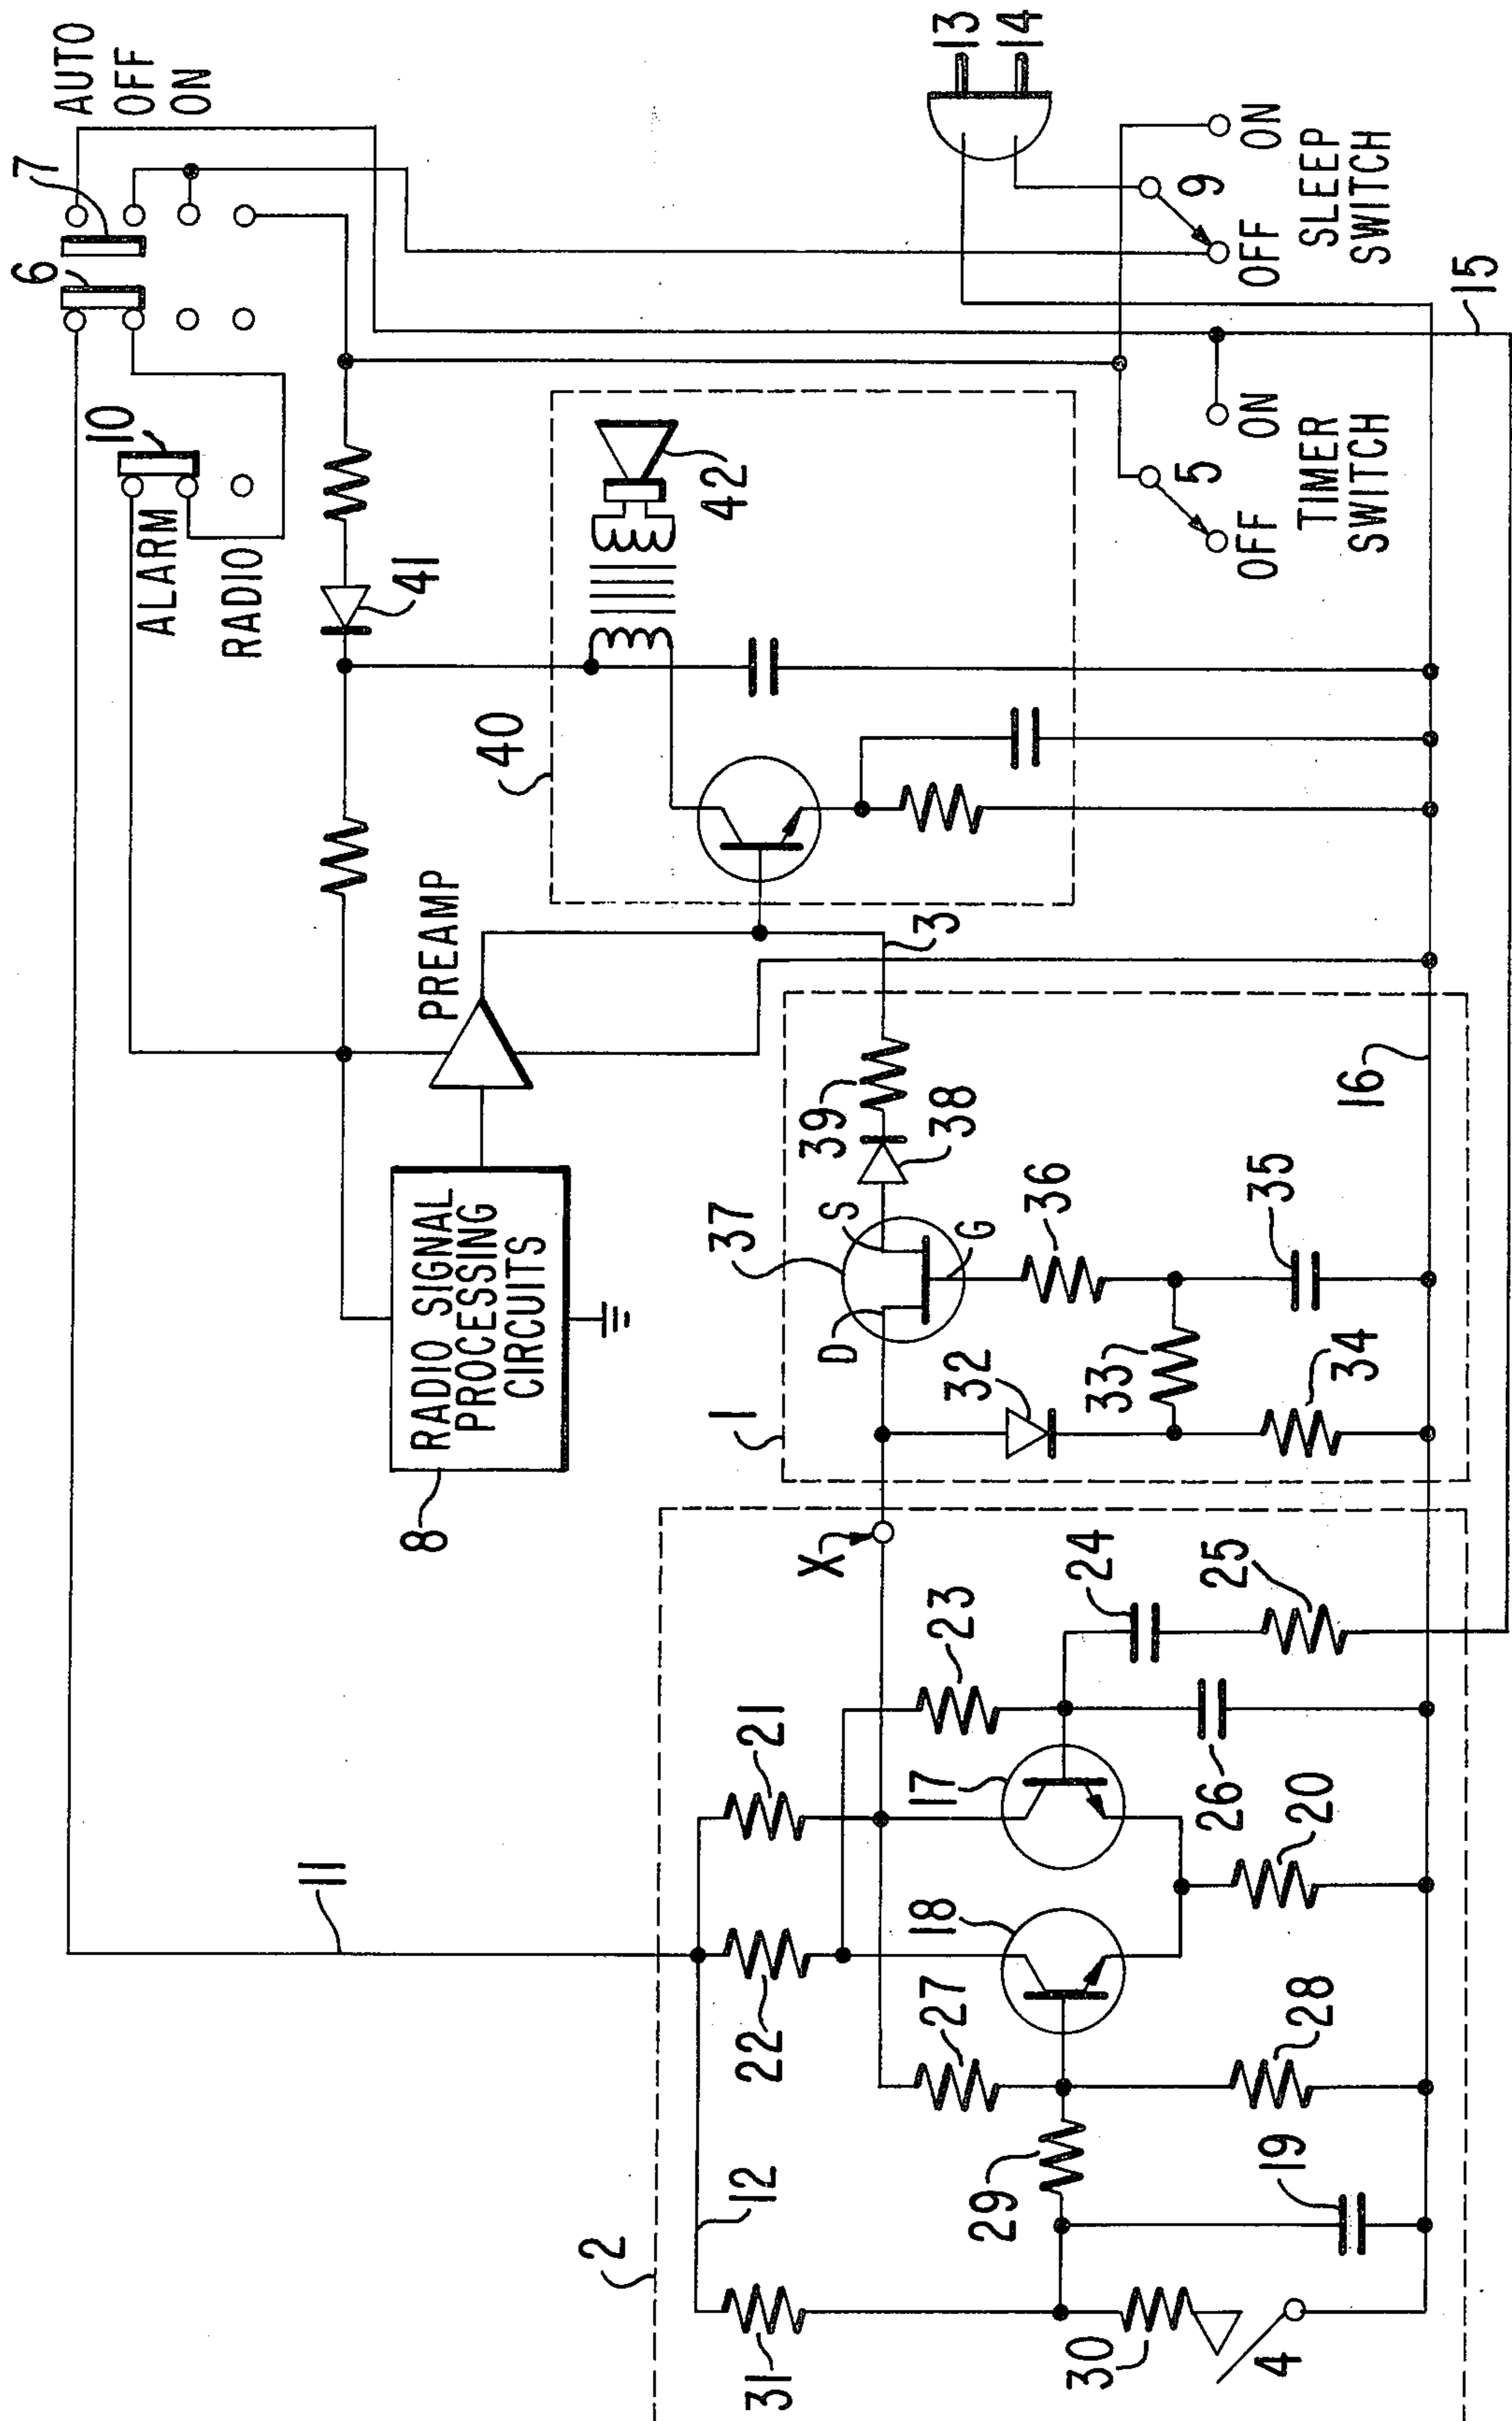 AUTO
OFF
ON
7
6
10
ALARM
RADIO
41
13
14
ON
9
OFF
SLEEP
SWITCH
15
ON
5
OFF
TIMER
SWITCH
42
40
PREAMP
3
RADIO SIGNAL
PROCESSING
CIRCUITS
8
11
1
37
S
D
G
39
38
36
35
32
33
34
16
X
2
12
21
22
23
24
25
17
18
26
20
27
28
29
19
31
30
4